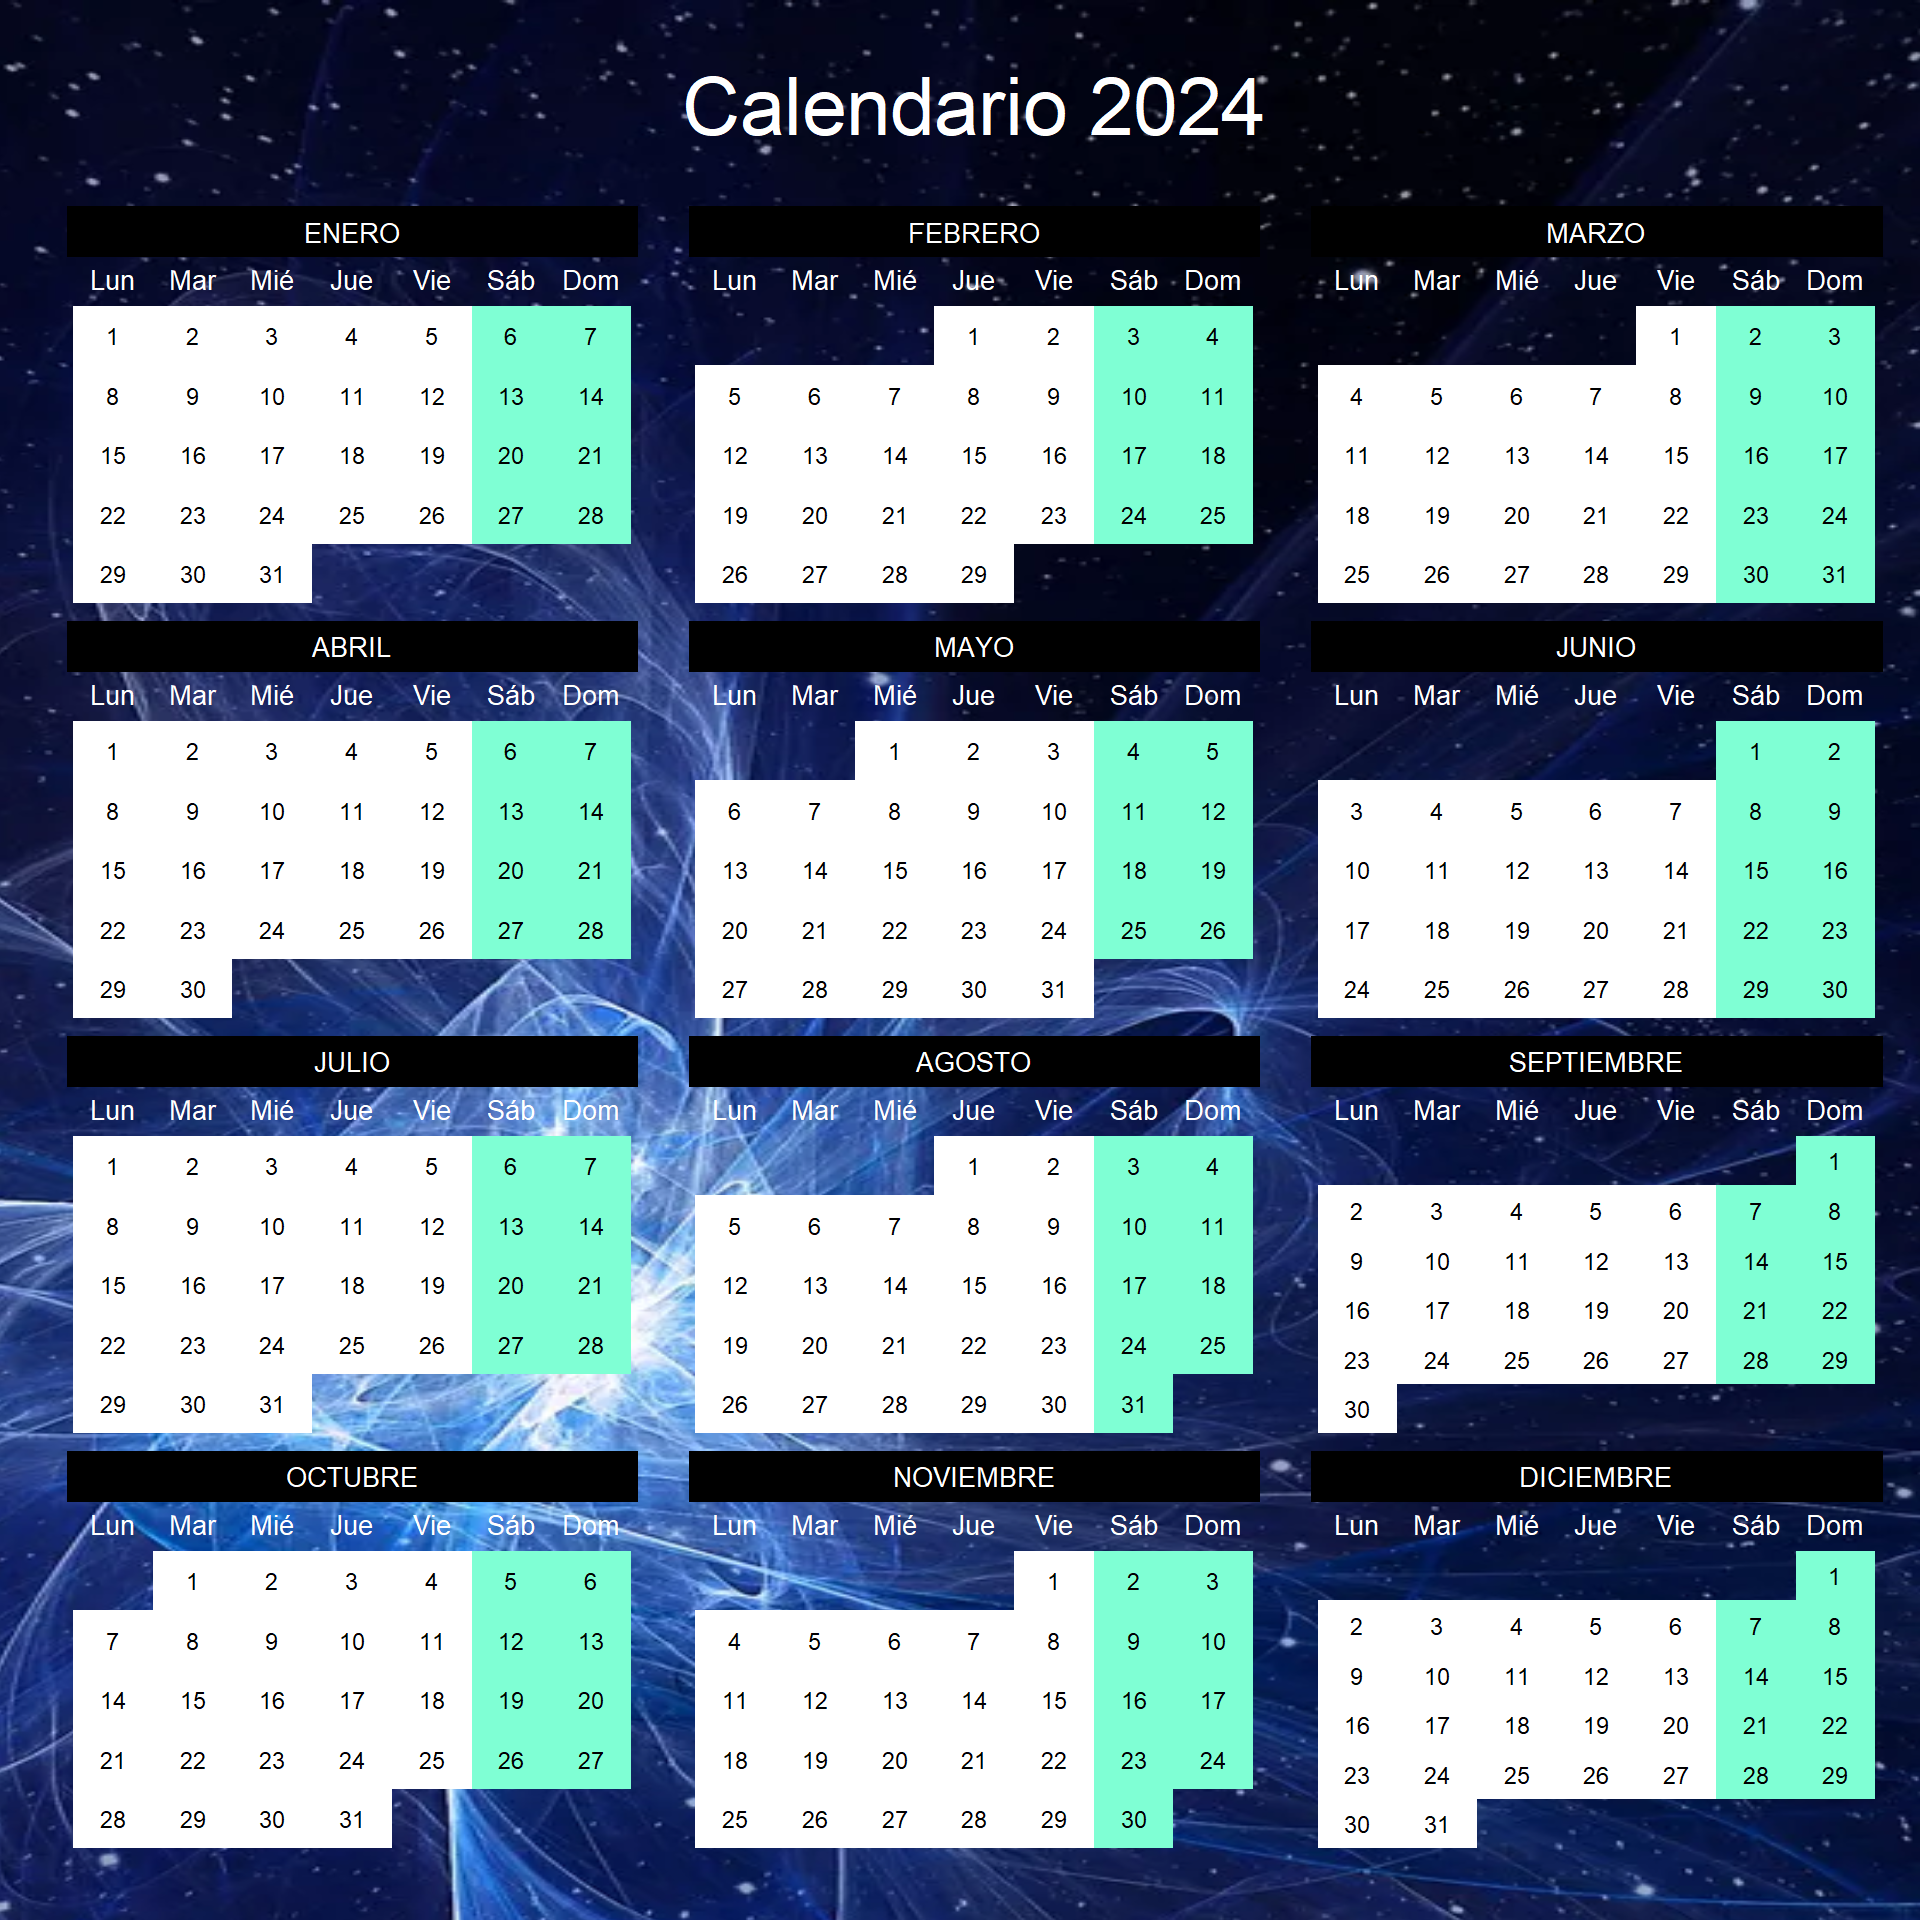 Calendario 2024
ENERO
Lun Mar Mié Jue Vie Sáb Dom
1 2 3 4 5 6 7
8 9 10 11 12 13 14
15 16 17 18 19 20 21
22 23 24 25 26 27 28
29 30 31
FEBRERO
Lun Mar Mié Jue Vie Sáb Dom
1 2 3 4
5 6 7 8 9 10 11
12 13 14 15 16 17 18
19 20 21 22 23 24 25
26 27 28 29
MARZO
Lun Mar Mié Jue Vie Sáb Dom
1 2 3
4 5 6 7 8 9 10
11 12 13 14 15 16 17
18 19 20 21 22 23 24
25 26 27 28 29 30 31
ABRIL
Lun Mar Mié Jue Vie Sáb Dom
1 2 3 4 5 6 7
8 9 10 11 12 13 14
15 16 17 18 19 20 21
22 23 24 25 26 27 28
29 30
MAYO
Lun Mar Mié Jue Vie Sáb Dom
1 2 3 4 5
6 7 8 9 10 11 12
13 14 15 16 17 18 19
20 21 22 23 24 25 26
27 28 29 30 31
JUNIO
Lun Mar Mié Jue Vie Sáb Dom
1 2
3 4 5 6 7 8 9
10 11 12 13 14 15 16
17 18 19 20 21 22 23
24 25 26 27 28 29 30
JULIO
Lun Mar Mié Jue Vie Sáb Dom
1 2 3 4 5 6 7
8 9 10 11 12 13 14
15 16 17 18 19 20 21
22 23 24 25 26 27 28
29 30 31
AGOSTO
Lun Mar Mié Jue Vie Sáb Dom
1 2 3 4
5 6 7 8 9 10 11
12 13 14 15 16 17 18
19 20 21 22 23 24 25
26 27 28 29 30 31
SEPTIEMBRE
Lun Mar Mié Jue Vie Sáb Dom
1
2 3 4 5 6 7 8
9 10 11 12 13 14 15
16 17 18 19 20 21 22
23 24 25 26 27 28 29
30
OCTUBRE
Lun Mar Mié Jue Vie Sáb Dom
1 2 3 4 5 6
7 8 9 10 11 12 13
14 15 16 17 18 19 20
21 22 23 24 25 26 27
28 29 30 31
NOVIEMBRE
Lun Mar Mié Jue Vie Sáb Dom
1 2 3
4 5 6 7 8 9 10
11 12 13 14 15 16 17
18 19 20 21 22 23 24
25 26 27 28 29 30
DICIEMBRE
Lun Mar Mié Jue Vie Sáb Dom
1
2 3 4 5 6 7 8
9 10 11 12 13 14 15
16 17 18 19 20 21 22
23 24 25 26 27 28 29
30 31